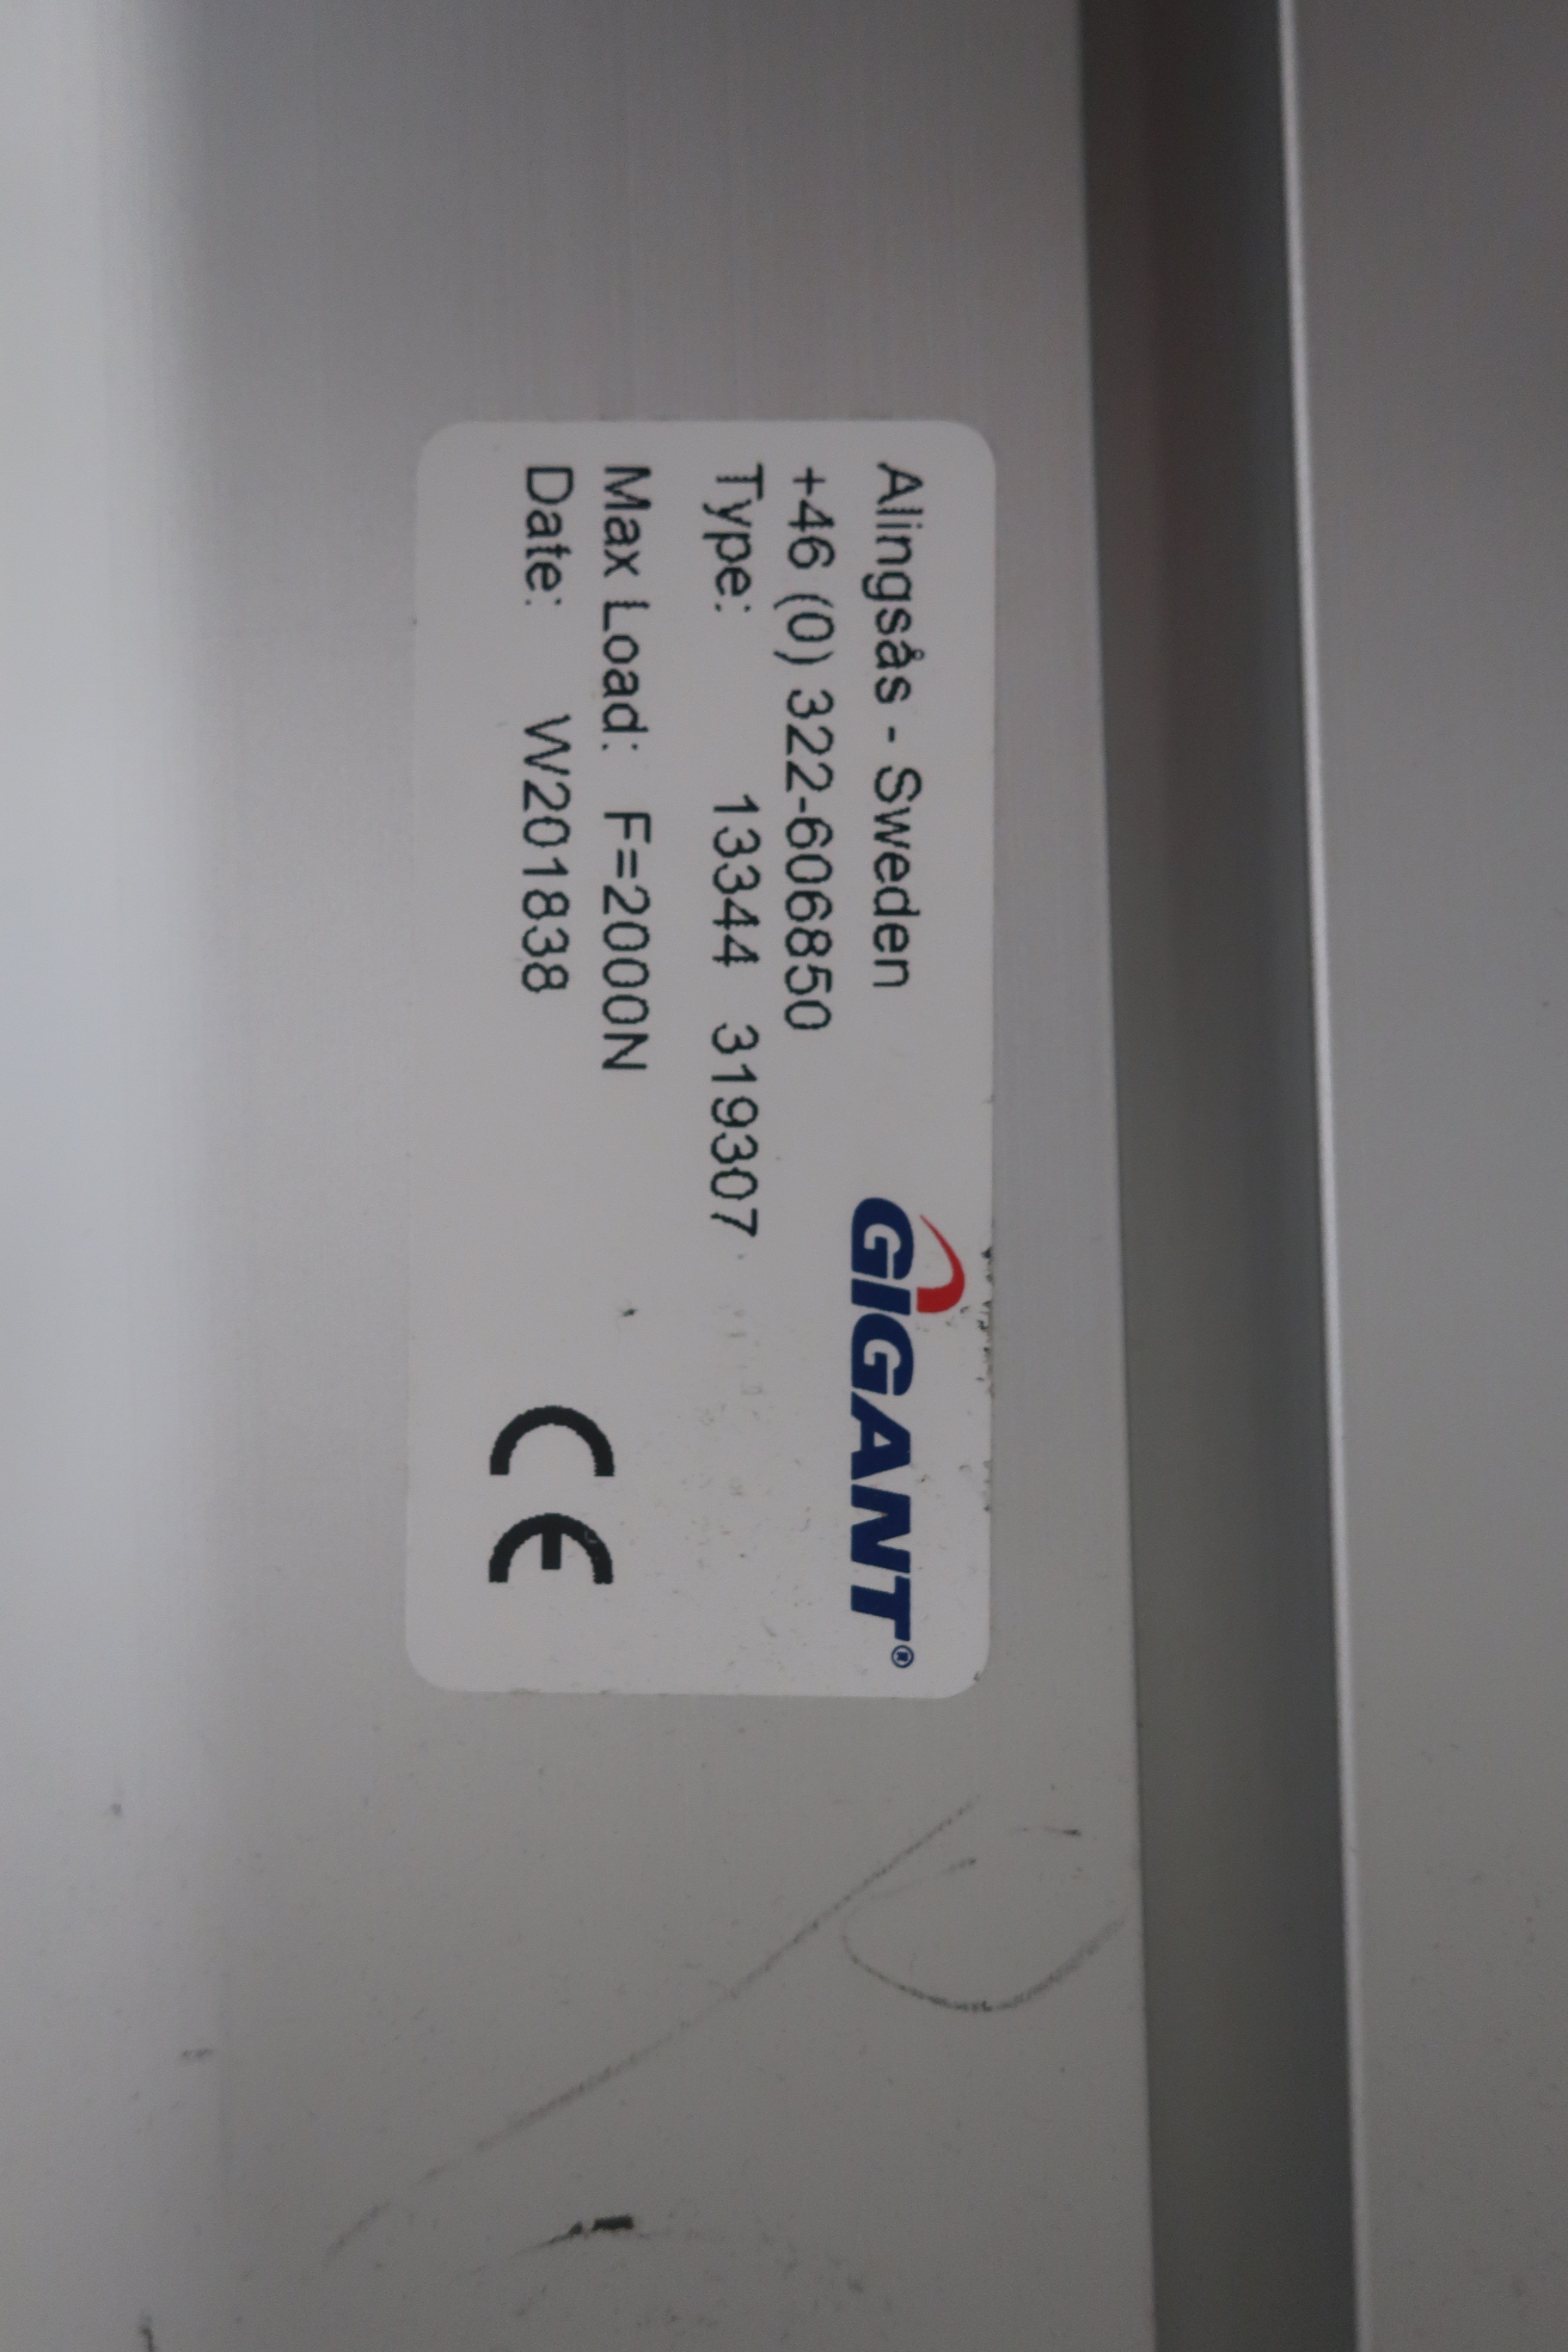 Alingsås - Sweden
GIGANT®
+46 (0) 322-606850
Type: 13344 319307
Max Load: F=2000N
Date: W201838
CE